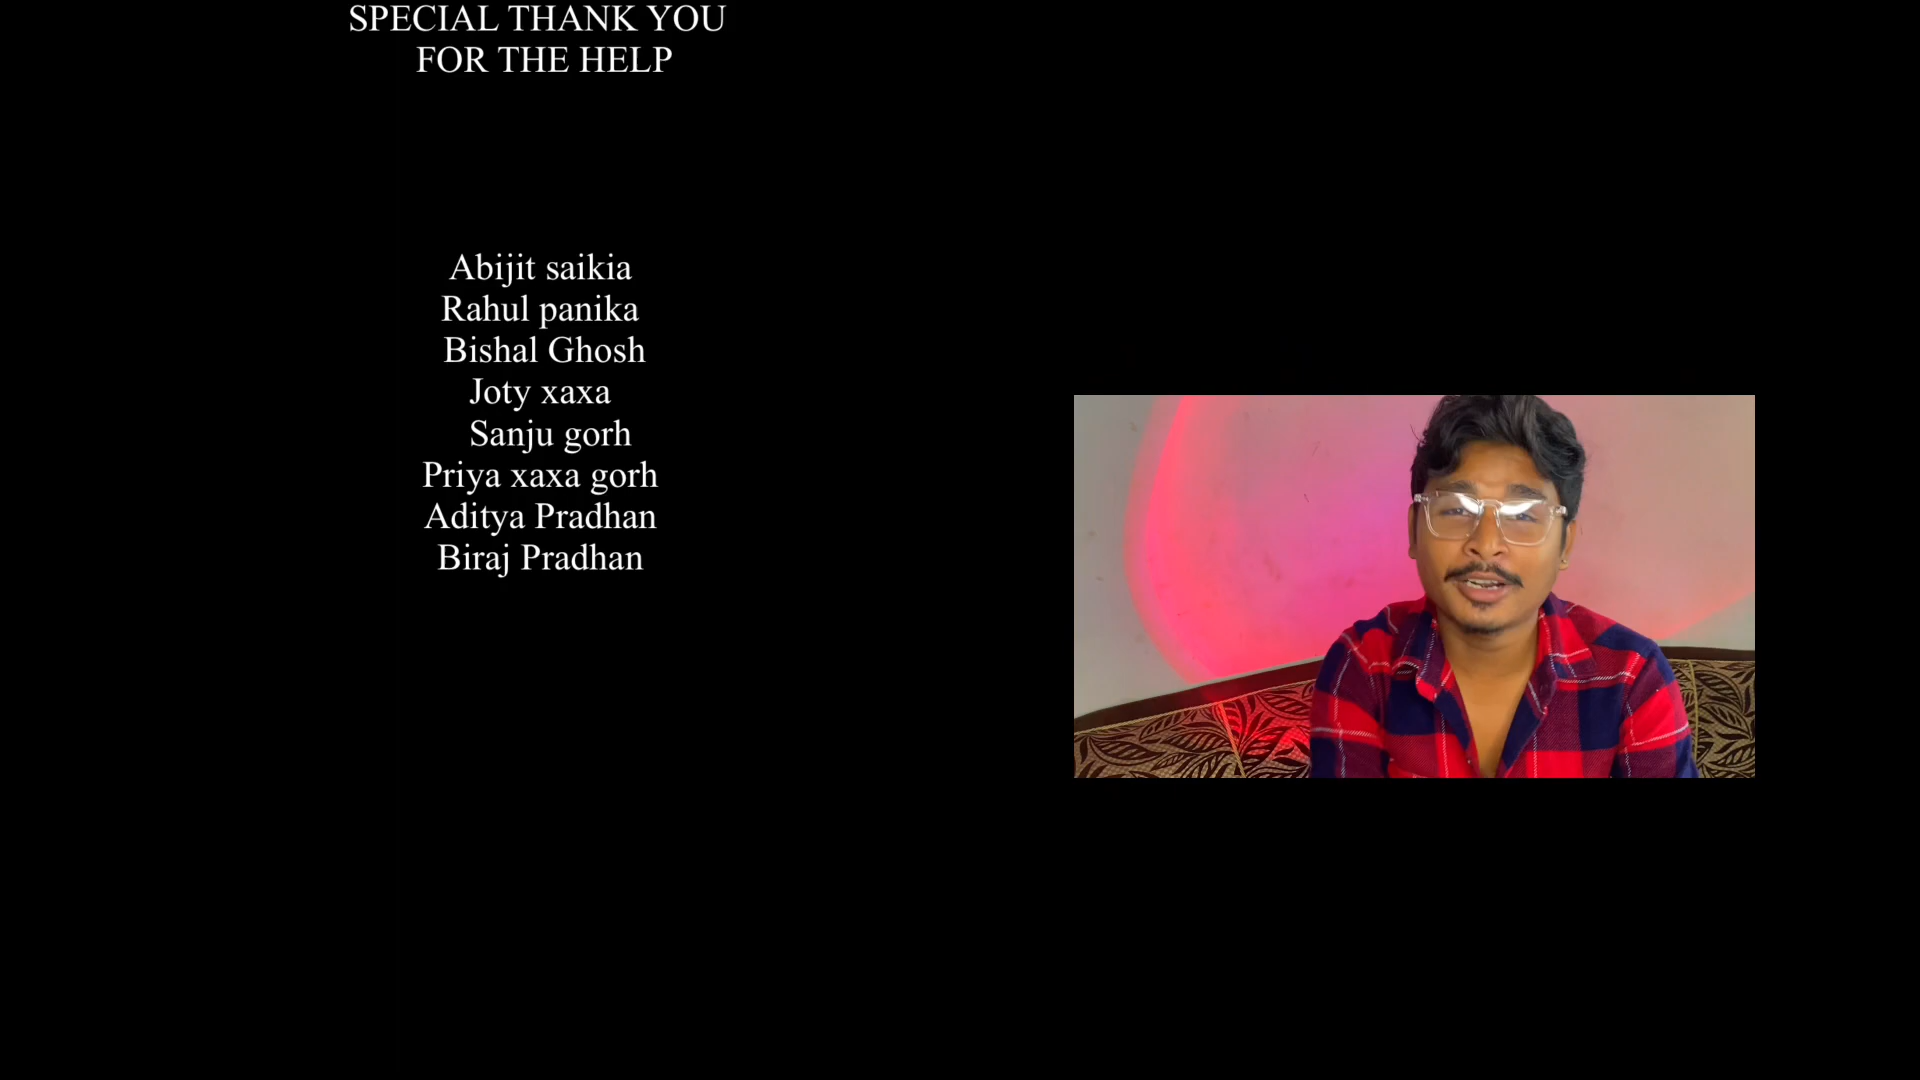 SPECIAL THANK YOU
FOR THE HELP
Abijit saikia
Rahul panika
Bishal Ghosh
Joty xaxa
Sanju gorh
Priya xaxa gorh
Aditya Pradhan
Biraj Pradhan